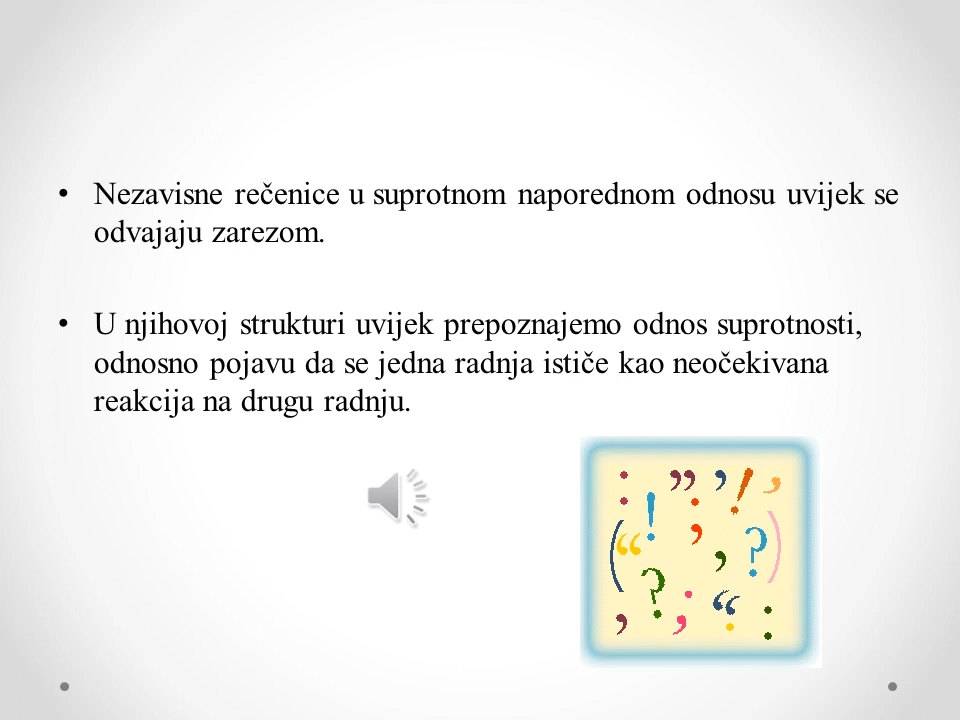 • Nezavisne rečenice u suprotnom naporednom odnosu uvijek se
odvajaju zarezom.
• U njihovoj strukturi uvijek prepoznajemo odnos suprotnosti,
odnosno pojavu da se jedna radnja ističe kao neočekivana
reakcija na drugu radnju.
: ” . , ! ,
! , ( “ , ? )
? , ; “ . :